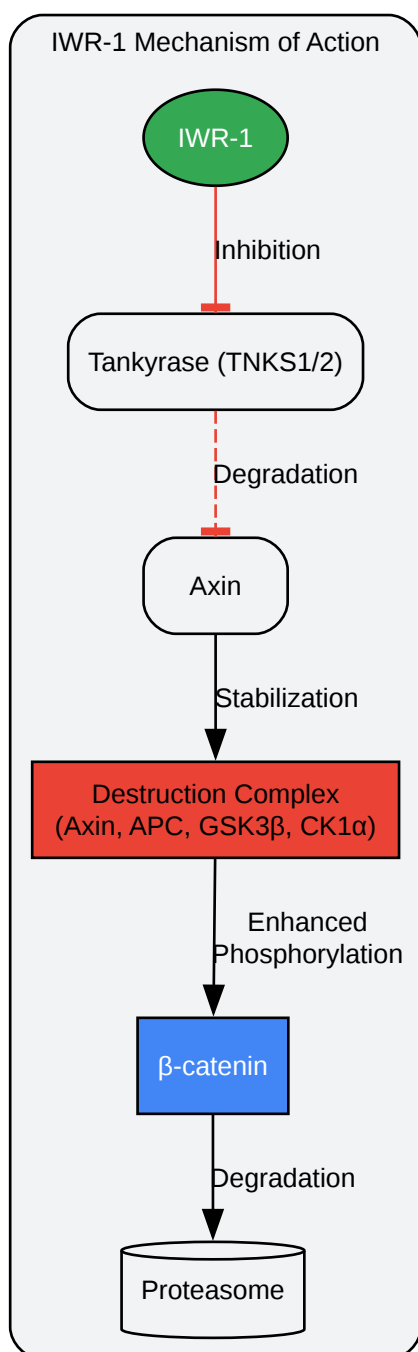 IWR-1 Mechanism of Action
IWR-1
Inhibition
Tankyrase (TNKS1/2)
Degradation
Axin
Stabilization
Destruction Complex
(Axin, APC, GSK3β, CK1α)
Enhanced
Phosphorylation
β-catenin
Degradation
Proteasome